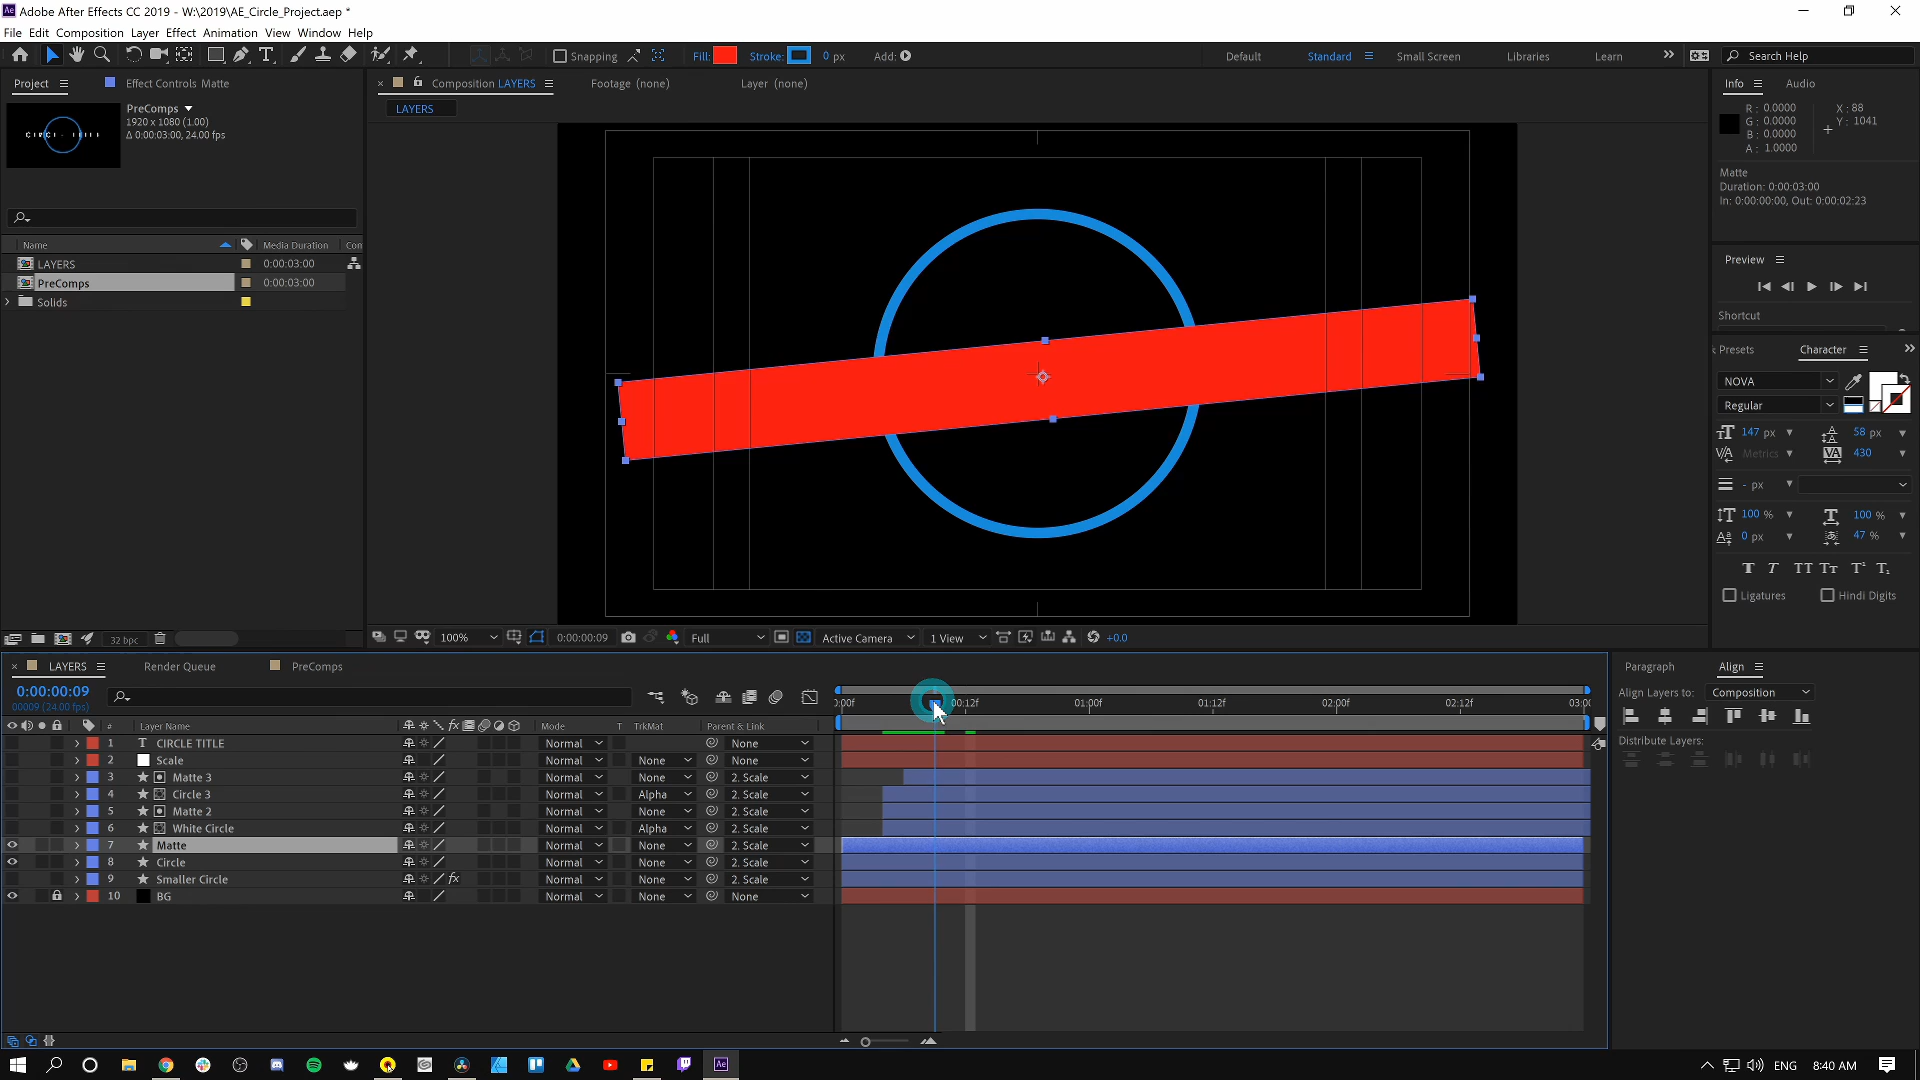 Adobe After Effects CC 2019 - W:\2019\AE_Circle_Project.aep *
File Edit Composition Layer Effect Animation View Window Help
Snapping
Fill:
Stroke:
0 px
Add:
Default
Standard
Small Screen
Libraries
Learn
Search Help
Project
Effect Controls Matte
Composition LAYERS
Footage (none)
Layer (none)
LAYERS
PreComps
1920 x 1080 (1.00)
Δ 0:00:03:00, 24.00 fps
Name
Media Duration
Com
LAYERS 0:00:03:00
PreComps 0:00:03:00
Solids
32 bpc
100%
0:00:00:09
Full
Active Camera
1 View
+0.0
Info
Audio
R: 0.0000
G: 0.0000
B: 0.0000
A: 1.0000
X: 88
Y: 1041
Matte
Duration: 0:00:03:00
In: 0:00:00:00, Out: 0:00:02:23
Preview
Shortcut
k Presets
Character
NOVA
Regular
147 px
58 px
Metrics
430
- px
100 %
100 %
0 px
47 %
Ligatures
Hindi Digits
LAYERS
Render Queue
PreComps
0:00:00:09
00009 (24.00 fps)
:00f
00:12f
01:00f
01:12f
02:00f
02:12f
03:00
# Layer Name Mode T TrkMat Parent & Link
1 T CIRCLE TITLE Normal None
2 Scale Normal None None
3 Matte 3 Normal None 2. Scale
4 Circle 3 Normal Alpha 2. Scale
5 Matte 2 Normal None 2. Scale
6 White Circle Normal Alpha 2. Scale
7 Matte Normal None 2. Scale
8 Circle Normal None 2. Scale
9 Smaller Circle fx Normal None 2. Scale
10 BG Normal None None
Paragraph
Align
Align Layers to: Composition
Distribute Layers:
ENG
8:40 AM